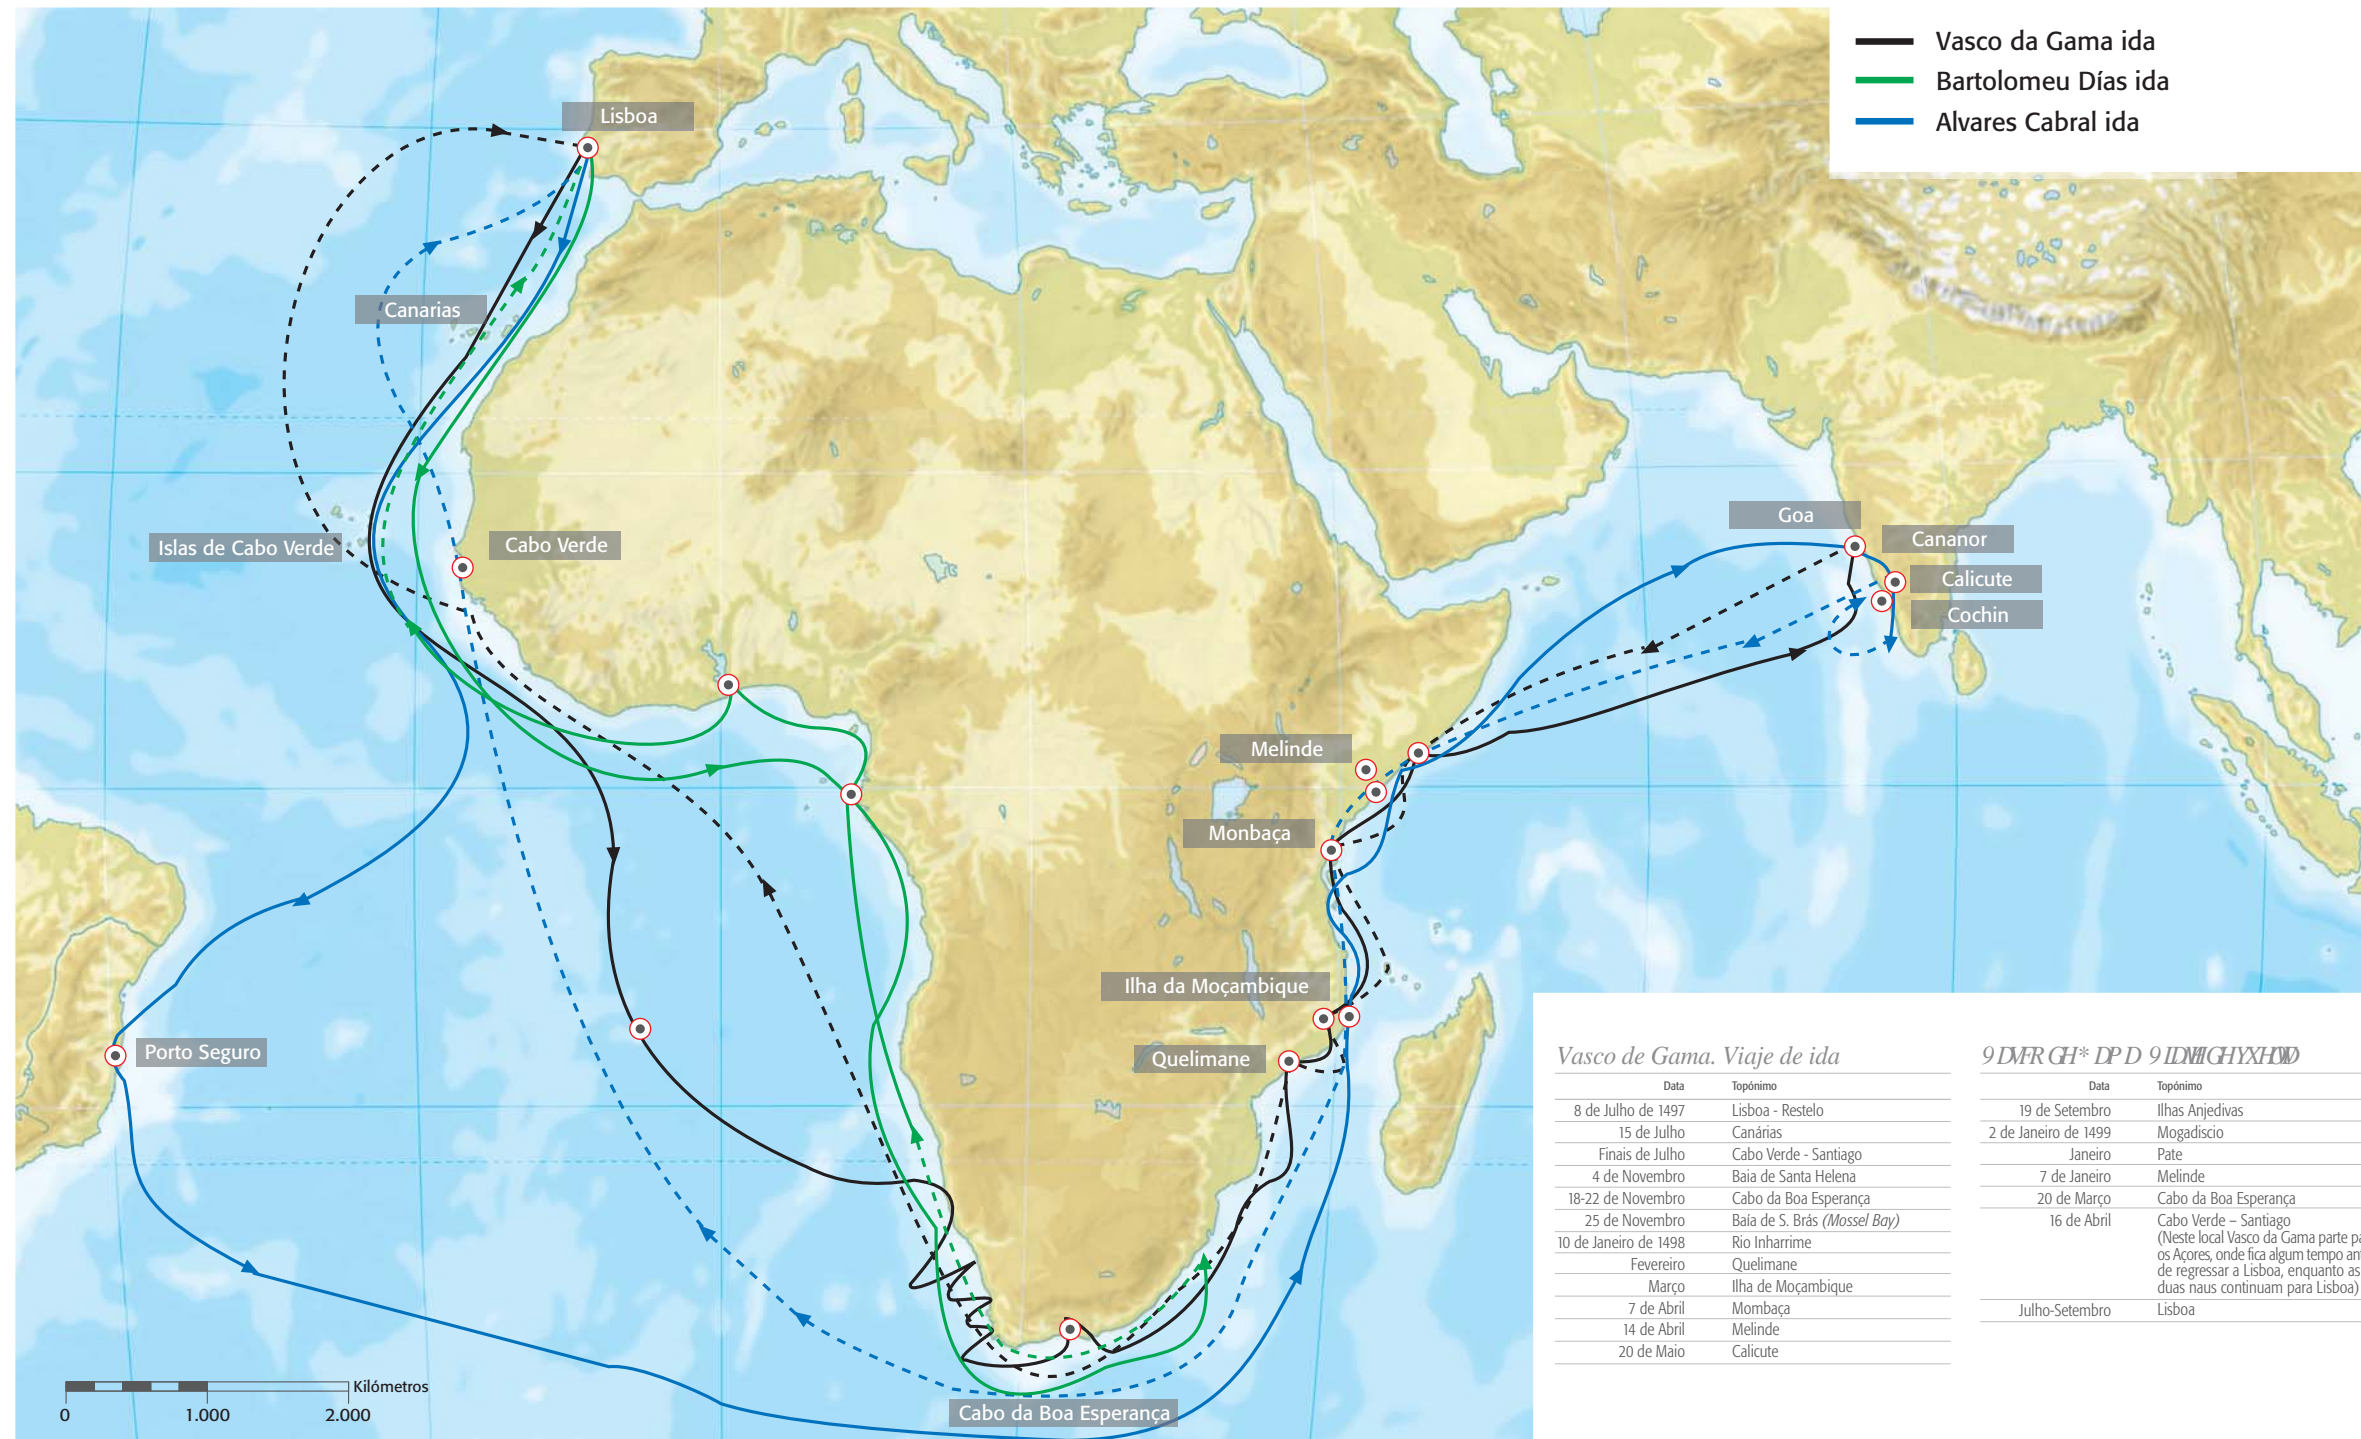 Vasco da Gama ida
Bartolomeu Días ida
Alvares Cabral ida
Lisboa
Canarias
Islas de Cabo Verde
Cabo Verde
Goa
Cananor
Calicute
Cochin
Melinde
Monbaça
Ilha da Moçambique
Quelimane
Porto Seguro
Cabo da Boa Esperança
Kilómetros
0 1.000 2.000
Vasco de Gama. Viaje de ida
Data Topónimo
8 de Julho de 1497 Lisboa - Restelo
15 de Julho Canárias
Finais de Julho Cabo Verde - Santiago
4 de Novembro Baia de Santa Helena
18-22 de Novembro Cabo da Boa Esperança
25 de Novembro Baía de S. Brás (Mossel Bay)
10 de Janeiro de 1498 Rio Inharrime
Fevereiro Quelimane
Março Ilha de Moçambique
7 de Abril Mombaça
14 de Abril Melinde
20 de Maio Calicute
Data Topónimo
19 de Setembro Ilhas Anjedivas
2 de Janeiro de 1499 Mogadiscio
Janeiro Pate
7 de Janeiro Melinde
20 de Março Cabo da Boa Esperança
16 de Abril Cabo Verde – Santiago
(Neste local Vasco da Gama parte pa
os Açores, onde fica algum tempo an
de regressar a Lisboa, enquanto as
duas naus continuam para Lisboa)
Julho-Setembro Lisboa